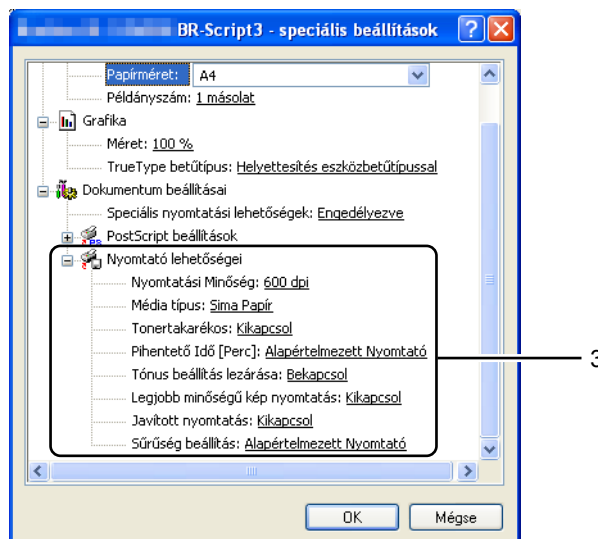 BR-Script3 - speciális beállítások
Papírméret: A4
Példányszám: 1 másolat
Grafika
Méret: 100 %
TrueType betűtípus: Helyettesítés eszközbetűtípussal
Dokumentum beállításai
Speciális nyomtatási lehetőségek: Engedélyezve
PostScript beállítások
Nyomtató lehetőségei
Nyomtatási Minőség: 600 dpi
Média típus: Sima Papír
Tonertakarékos: Kikapcsol
Pihentető Idő [Perc]: Alapértelmezett Nyomtató
3
Tónus beállítás lezárása: Bekapcsol
Legjobb minőségű kép nyomtatás: Kikapcsol
Javított nyomtatás: Kikapcsol
Sűrűség beállítás: Alapértelmezett Nyomtató
OK Mégse